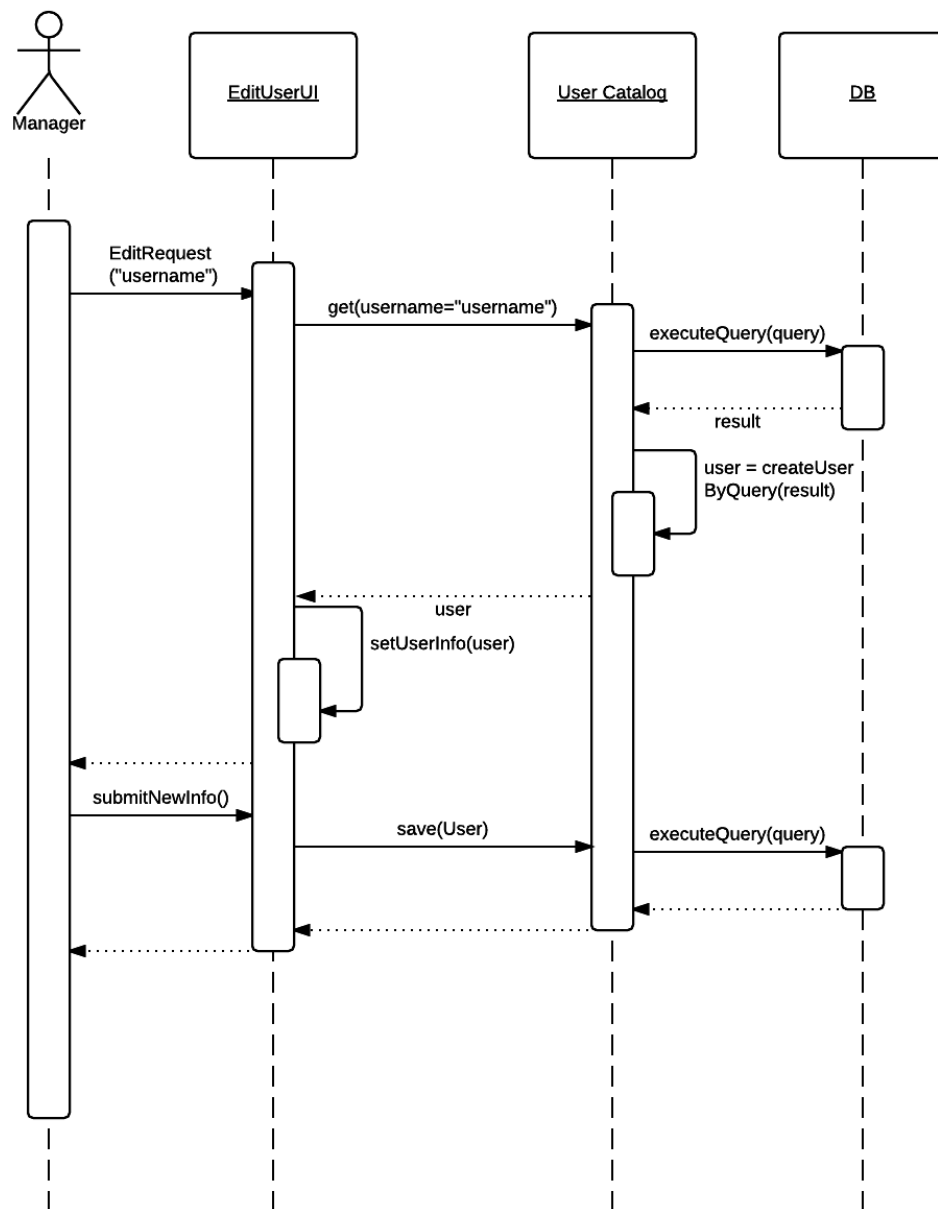 Manager
EditUserUI
User Catalog
DB
EditRequest
("username")
get(username="username")
executeQuery(query)
result
user = createUser
ByQuery(result)
user
setUserInfo(user)
submitNewInfo()
save(User)
executeQuery(query)